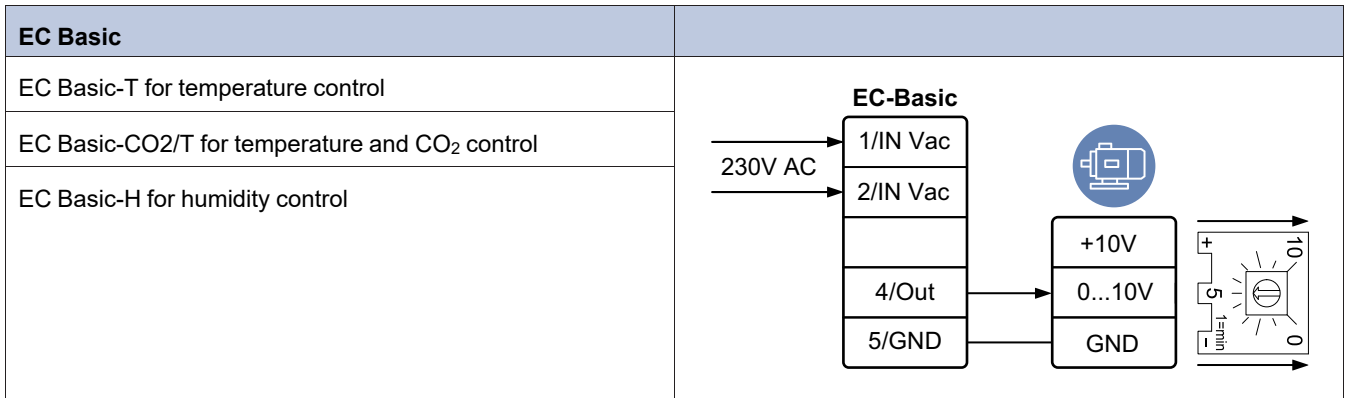 EC Basic
EC Basic-T for temperature control
EC Basic-CO2/T for temperature and CO₂ control
EC Basic-H for humidity control
EC-Basic
230V AC
1/IN Vac
2/IN Vac
4/Out
5/GND
+10V
0...10V
GND
+
5
-
1=min
10
0